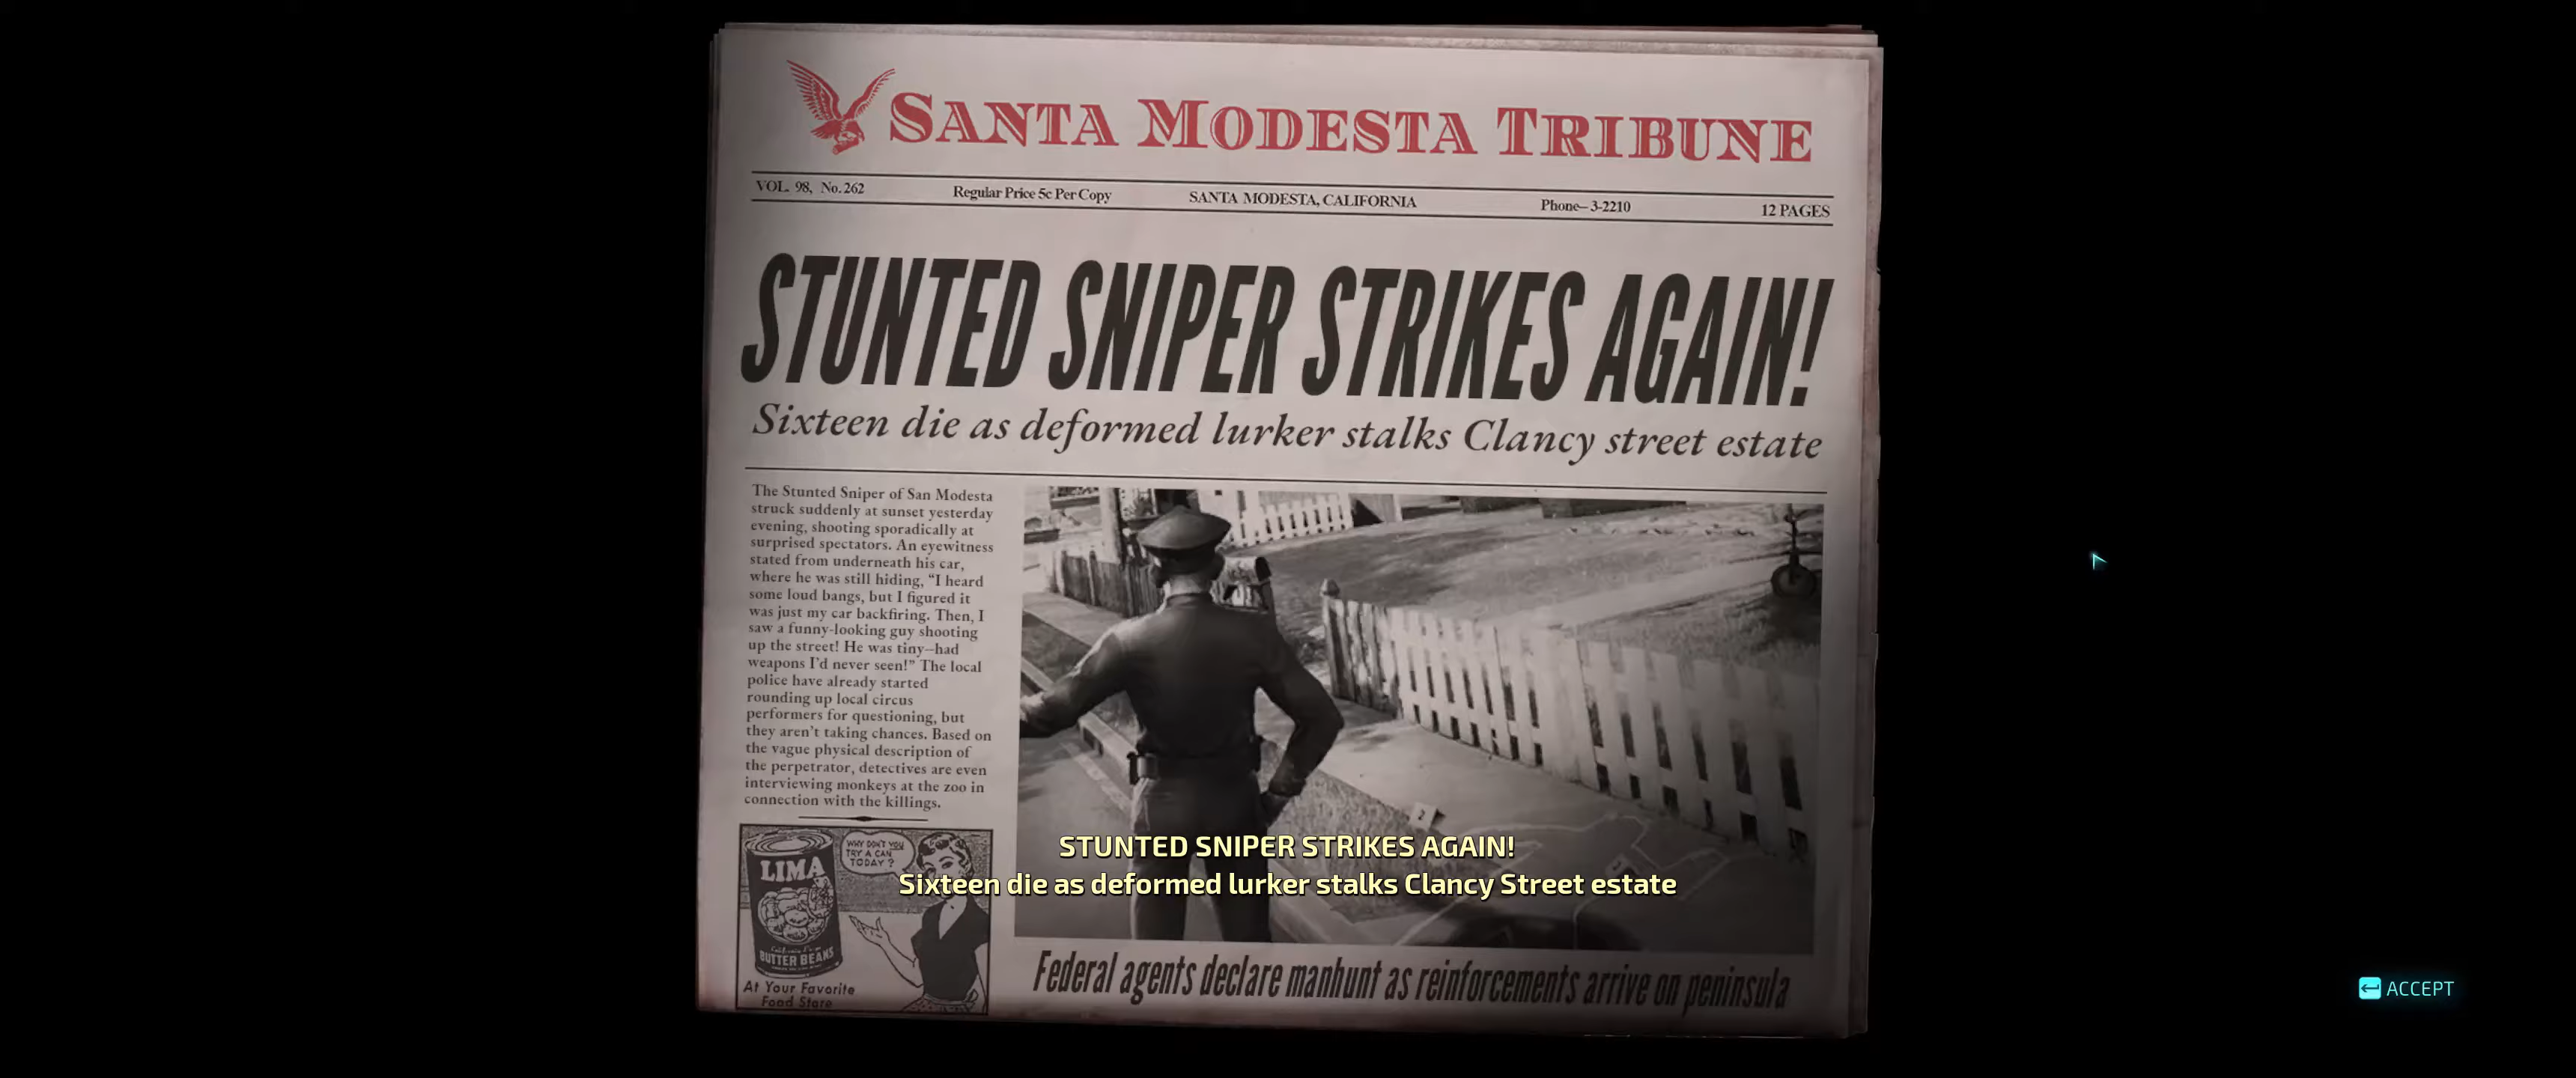 SANTA MODESTA TRIBUNE
VOL. 98, No. 262 Regular Price 5c Per Copy SANTA MODESTA, CALIFORNIA Phone– 3-2210 12 PAGES
STUNTED SNIPER STRIKES AGAIN!
Sixteen die as deformed lurker stalks Clancy street estate
The Stunted Sniper of San Modesta
struck suddenly at sunset yesterday
evening, shooting sporadically at
surprised spectators. An eyewitness
stated from underneath his car,
where he was still hiding, “I heard
some loud bangs, but I figured it
was just my car backfiring. Then, I
saw a funny-looking guy shooting
up the street! He was tiny—had
weapons I’d never seen!” The local
police have already started
rounding up local circus
performers for questioning, but
they aren’t taking chances. Based on
the vague physical description of
the perpetrator, detectives are even
interviewing monkeys at the zoo in
connection with the killings.
WHY DON'T YOU
TRY A CAN
TODAY?
LIMA
BUTTER BEANS
At Your Favorite
Food Store
2
STUNTED SNIPER STRIKES AGAIN!
Sixteen die as deformed lurker stalks Clancy Street estate
Federal agents declare manhunt as reinforcements arrive on peninsula
ACCEPT